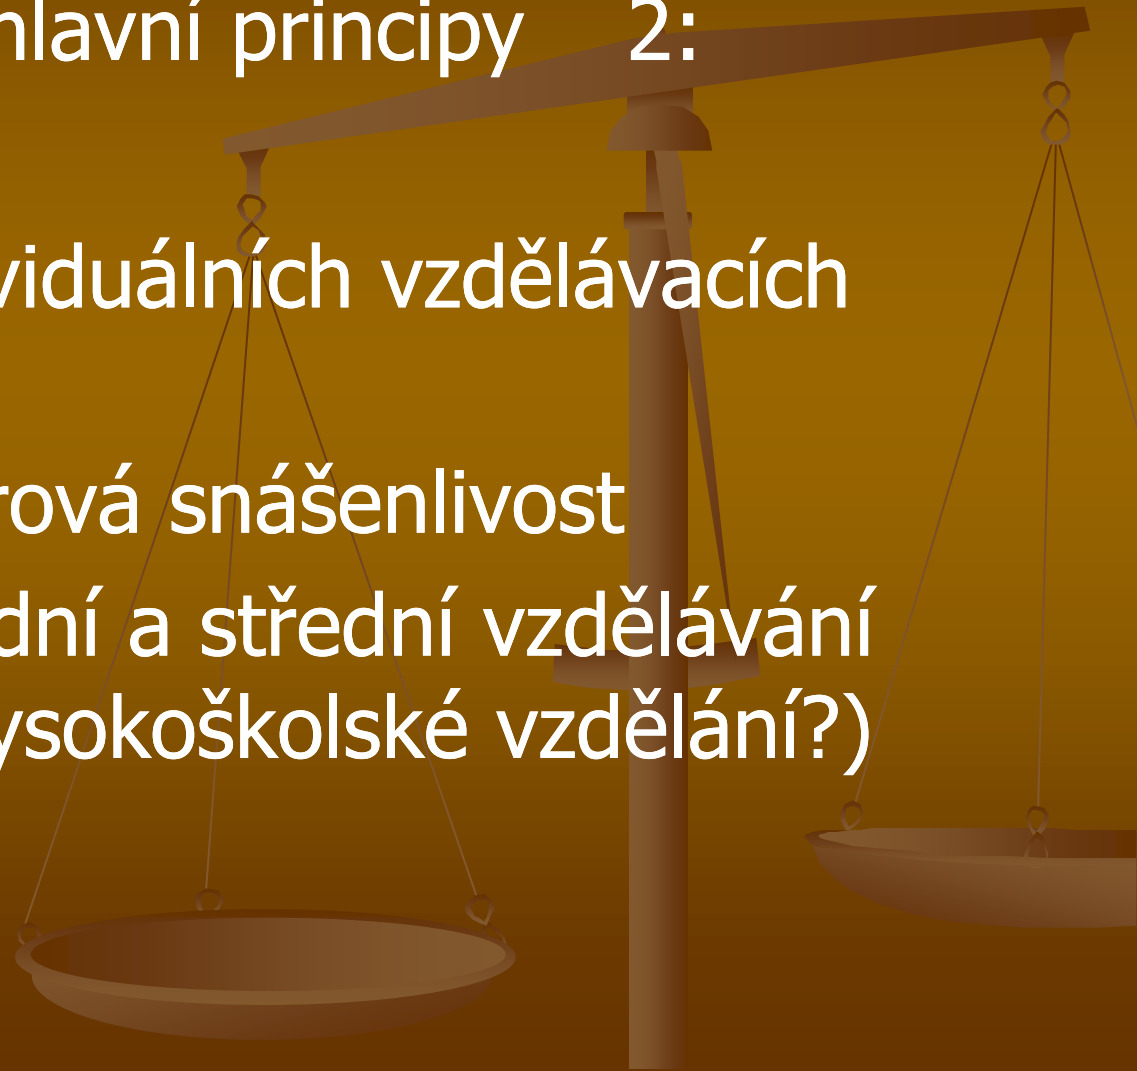 hlavní principy 2:
viduálních vzdělávacích
rová snášenlivost
dní a střední vzdělávání
ysokoškolské vzdělání?)